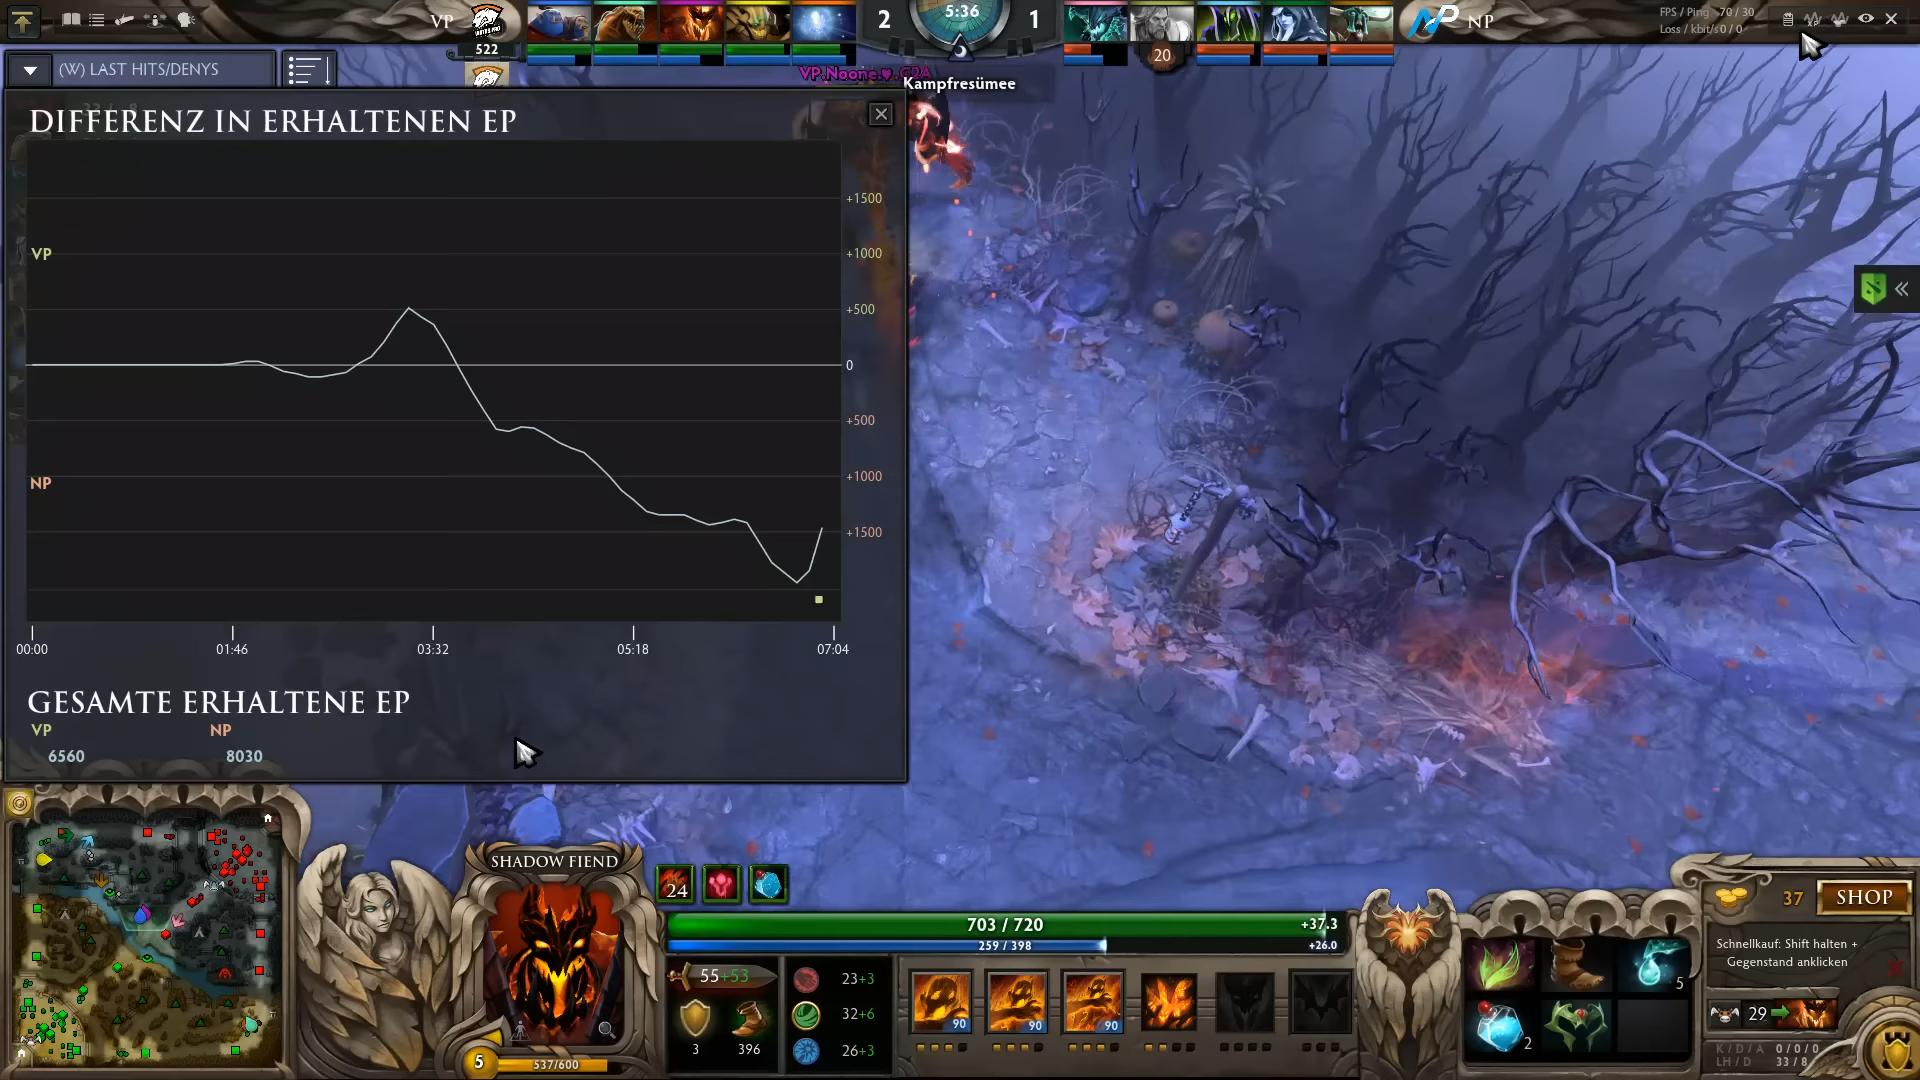 VP
522
2
5:36
1
20
NP
FPS / Ping 70 / 30
Loss / kbit/s 0 / 0
(W) LAST HITS/DENYS
VP.Noone♥.G2A
Kampfresümee
DIFFERENZ IN ERHALTENEN EP
+1500
VP
+1000
+500
0
+500
+1000
NP
+1500
00:00
01:46
03:32
05:18
07:04
GESAMTE ERHALTENE EP
VP
NP
6560
8030
SHADOW FIEND
24
703 / 720
+37.3
259 / 398
+26.0
55+53
3
396
23+3
32+6
26+3
90
90
90
5
537/600
5
2
37
SHOP
Schnellkauf: Shift halten +
Gegenstand anklicken
29
K / D / A 0/0/0
LH / D 33 / 8